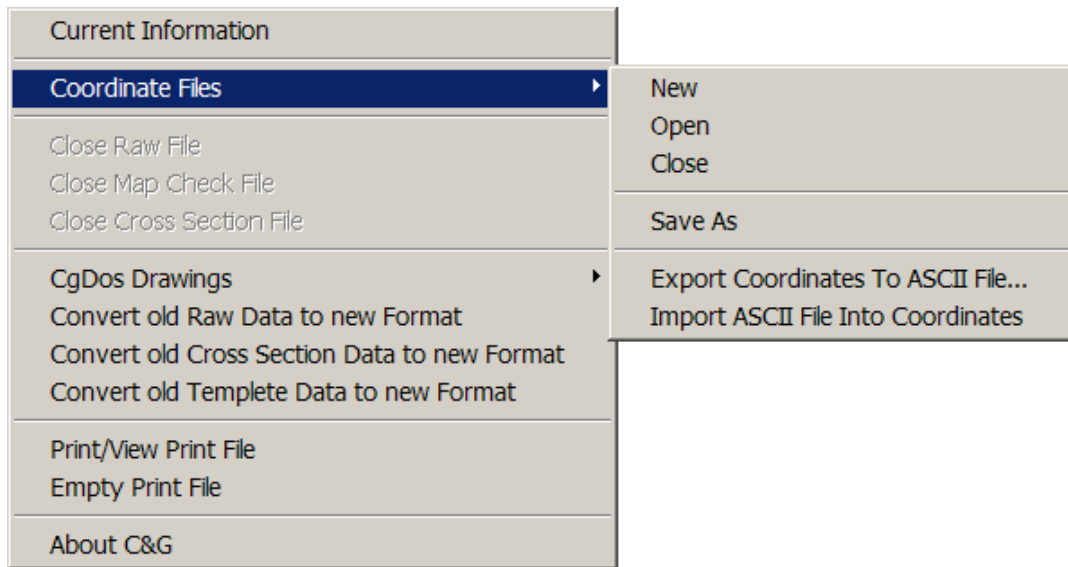 Current Information
Coordinate Files
Close Raw File
Close Map Check File
Close Cross Section File
CgDos Drawings
Convert old Raw Data to new Format
Convert old Cross Section Data to new Format
Convert old Templete Data to new Format
Print/View Print File
Empty Print File
About C&G
New
Open
Close
Save As
Export Coordinates To ASCII File...
Import ASCII File Into Coordinates